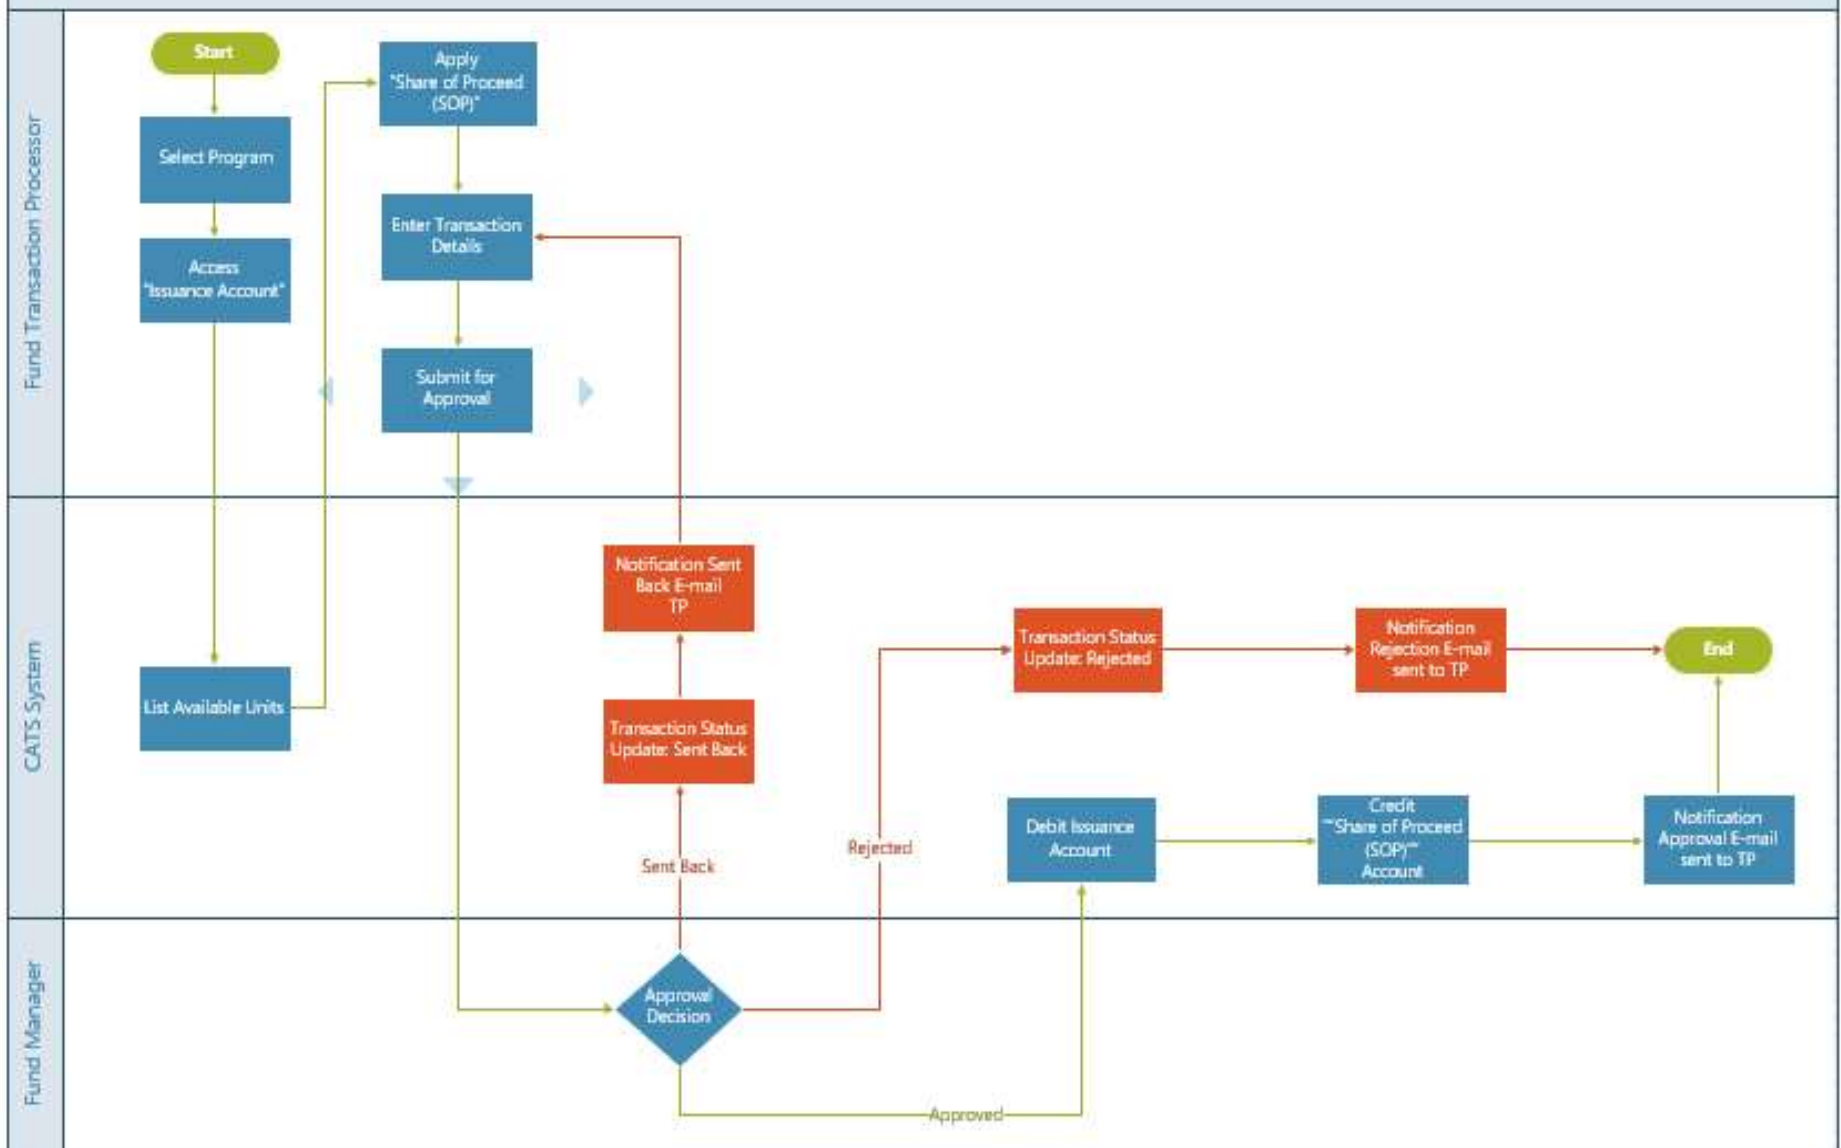 Fund Transaction Processor
Start
Select Program
Access
"Issuance Account"
Apply
"Share of Proceed
(SOP)"
Enter Transaction
Details
Submit for
Approval
CATS System
List Available Units
Notification Sent
Back E-mail
TP
Transaction Status
Update: Sent Back
Sent Back
Rejected
Transaction Status
Update: Rejected
Notification
Rejection E-mail
sent to TP
End
Debit Issuance
Account
Credit
""Share of Proceed
(SOP)""
Account
Notification
Approval E-mail
sent to TP
Fund Manager
Approval
Decision
Approved